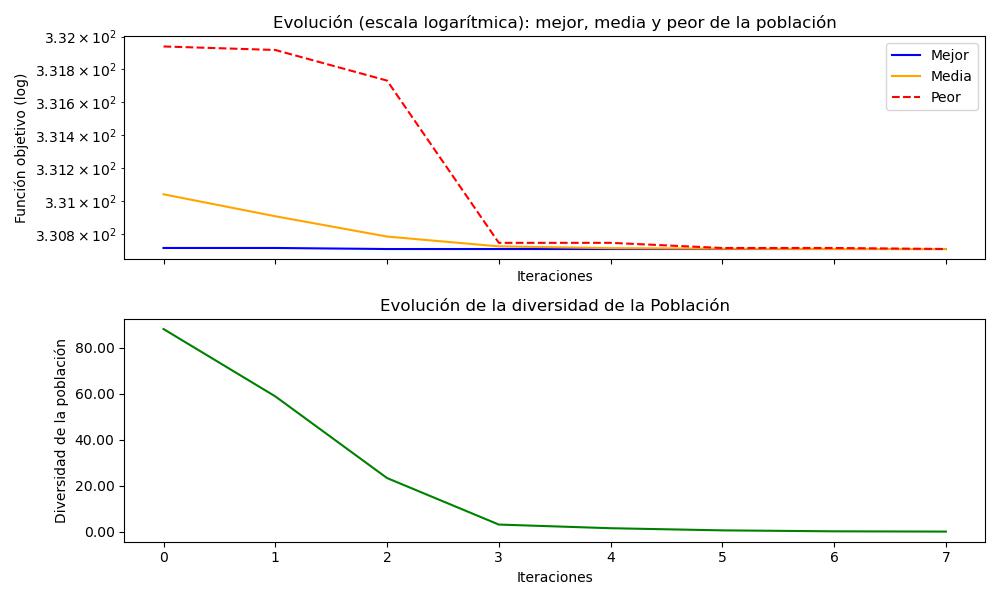 Evolución (escala logarítmica): mejor, media y peor de la población
3.32 × 10²
3.318 × 10²
3.316 × 10²
3.314 × 10²
3.312 × 10²
3.31 × 10²
3.308 × 10²
Función objetivo (log)
Mejor
Media
Peor
Iteraciones
Evolución de la diversidad de la Población
80.00
60.00
40.00
20.00
0.00
Diversidad de la población
0 1 2 3 4 5 6 7
Iteraciones